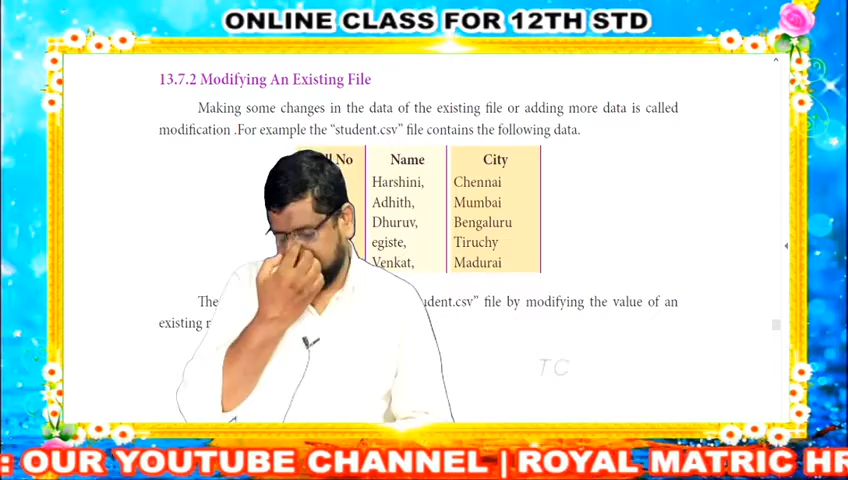 ONLINE CLASS FOR 12TH STD
13.7.2 Modifying An Existing File
Making some changes in the data of the existing file or adding more data is called
modification .For example the “student.csv” file contains the following data.
No Name City
Harshini, Chennai
Adhith, Mumbai
Dhuruv, Bengaluru
egiste, Tiruchy
Venkat, Madurai
The udent.csv” file by modifying the value of an
existing
TC
: OUR YOUTUBE CHANNEL | ROYAL MATRIC HR